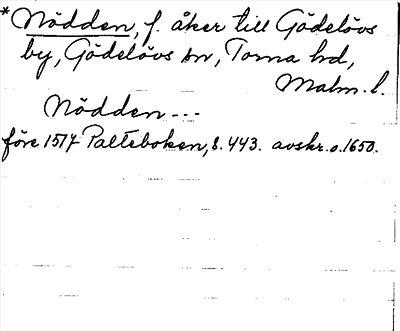 *Nödden, f. åker till Gödelövs
by, Gödelövs sn, Torna hd,
Malm. l.
Nödden---
före 1517 Palteboken, s. 443. avskr. o. 1650.